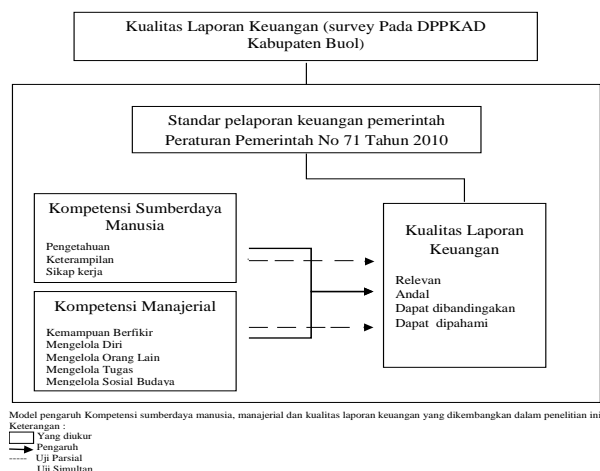 Kualitas Laporan Keuangan (survey Pada DPPKAD
Kabupaten Buol)
Standar pelaporan keuangan pemerintah
Peraturan Pemerintah No 71 Tahun 2010
Kompetensi Sumberdaya
Manusia
Pengetahuan
Keterampilan
Sikap kerja
Kompetensi Manajerial
Kemampuan Berfikir
Mengelola Diri
Mengelola Orang Lain
Mengelola Tugas
Mengelola Sosial Budaya
Kualitas Laporan
Keuangan
Relevan
Andal
Dapat dibandingakan
Dapat dipahami
Model pengaruh Kompetensi sumberdaya manusia, manajerial dan kualitas laporan keuangan yang dikembangkan dalam penelitian ini
Keterangan :
Yang diukur
Pengaruh
Uji Parsial
Uji Simultan